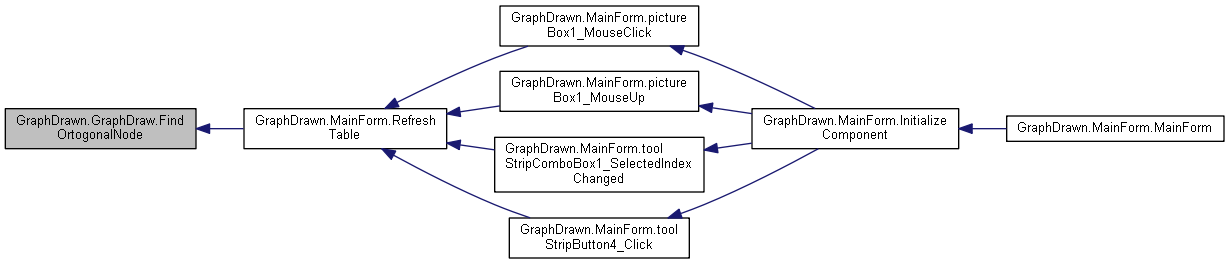 GraphDrawn.GraphDraw.Find
OrtogonalNode
GraphDrawn.MainForm.Refresh
Table
GraphDrawn.MainForm.picture
Box1_MouseClick
GraphDrawn.MainForm.picture
Box1_MouseUp
GraphDrawn.MainForm.tool
StripComboBox1_SelectedIndex
Changed
GraphDrawn.MainForm.tool
StripButton4_Click
GraphDrawn.MainForm.Initialize
Component
GraphDrawn.MainForm.MainForm